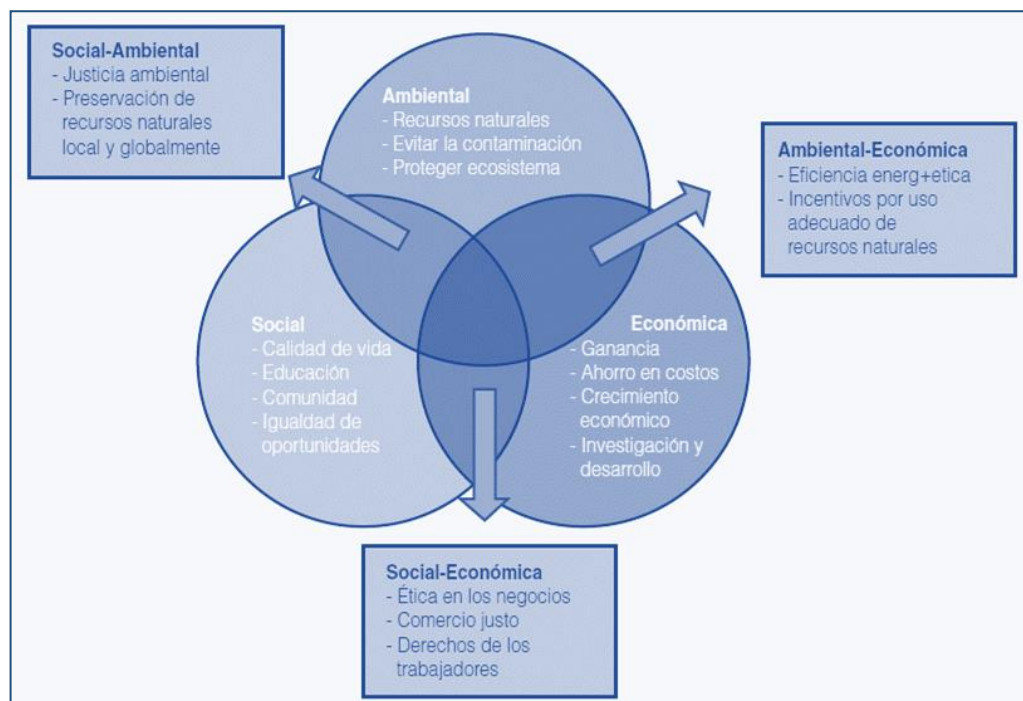 Social-Ambiental
- Justicia ambiental
- Preservación de
recursos naturales
local y globalmente
Ambiental
- Recursos naturales
- Evitar la contaminación
- Proteger ecosistema
Ambiental-Económica
- Eficiencia energ+etica
- Incentivos por uso
adecuado de
recursos naturales
Social
- Calidad de vida
- Educación
- Comunidad
- Igualdad de
oportunidades
Económica
- Ganancia
- Ahorro en costos
- Crecimiento
económico
- Investigación y
desarrollo
Social-Económica
- Ética en los negocios
- Comercio justo
- Derechos de los
trabajadores